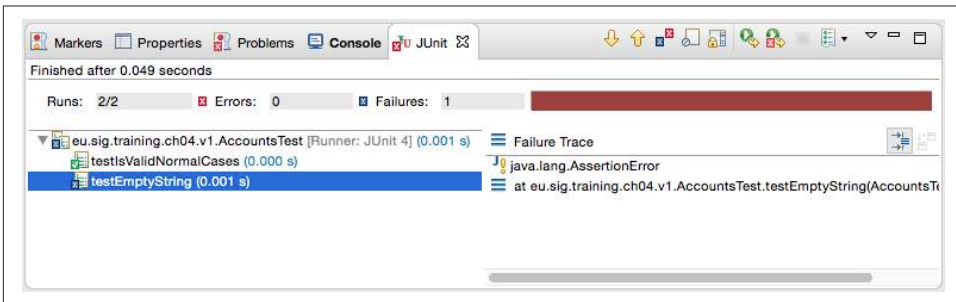 Markers Properties Problems Console JUnit
Finished after 0.049 seconds
Runs: 2/2 Errors: 0 Failures: 1
eu.sig.training.ch04.v1.AccountsTest [Runner: JUnit 4] (0.001 s)
testIsValidNormalCases (0.000 s)
testEmptyString (0.001 s)
Failure Trace
java.lang.AssertionError
at eu.sig.training.ch04.v1.AccountsTest.testEmptyString(AccountsTe